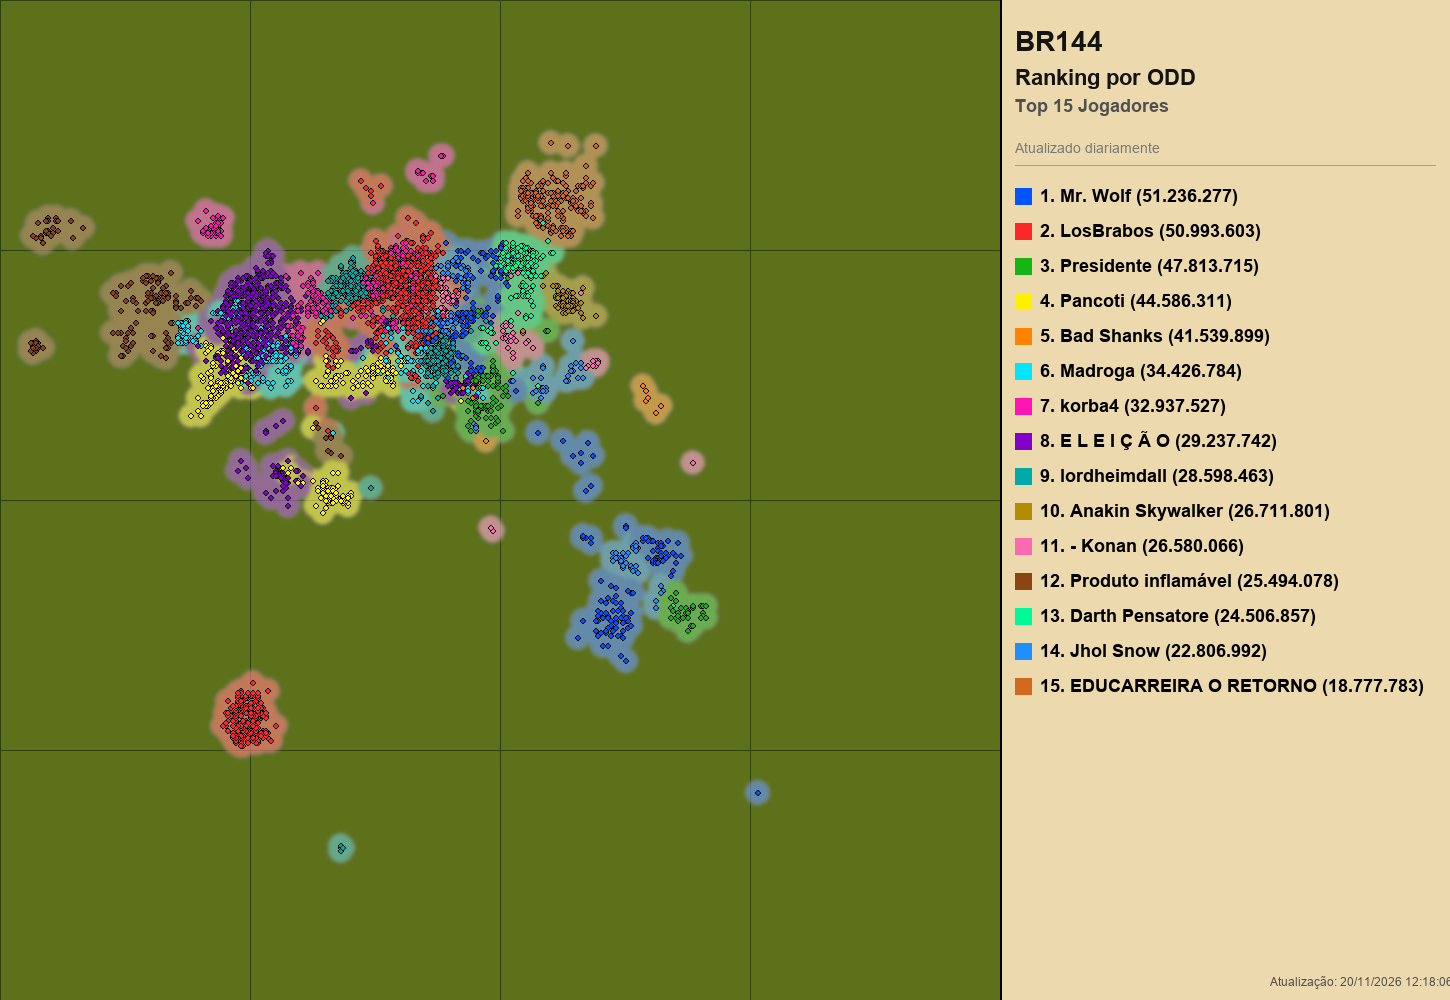 BR144
Ranking por ODD
Top 15 Jogadores
Atualizado diariamente
1. Mr. Wolf (51.236.277)
2. LosBrabos (50.993.603)
3. Presidente (47.813.715)
4. Pancoti (44.586.311)
5. Bad Shanks (41.539.899)
6. Madroga (34.426.784)
7. korba4 (32.937.527)
8. E L E I Ç Ã O (29.237.742)
9. lordheimdall (28.598.463)
10. Anakin Skywalker (26.711.801)
11. - Konan (26.580.066)
12. Produto inflamável (25.494.078)
13. Darth Pensatore (24.506.857)
14. Jhol Snow (22.806.992)
15. EDUCARREIRA O RETORNO (18.777.783)
Atualização: 20/11/2026 12:18:06